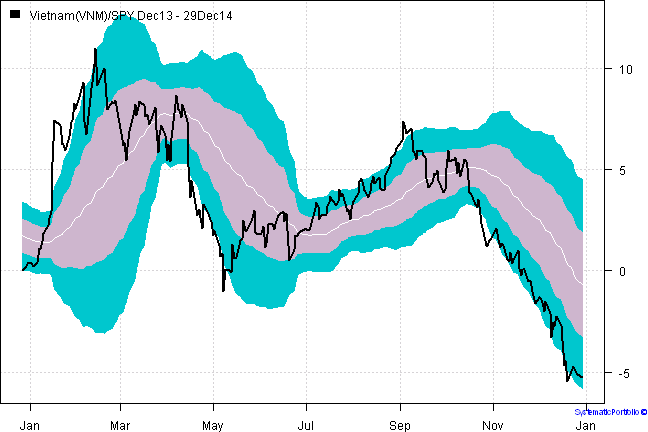 Vietnam(VNM)/SPY Dec13 - 29Dec14
10
5
0
-5
Jan Mar May Jul Sep Nov Jan
SystematicPortfolio ©